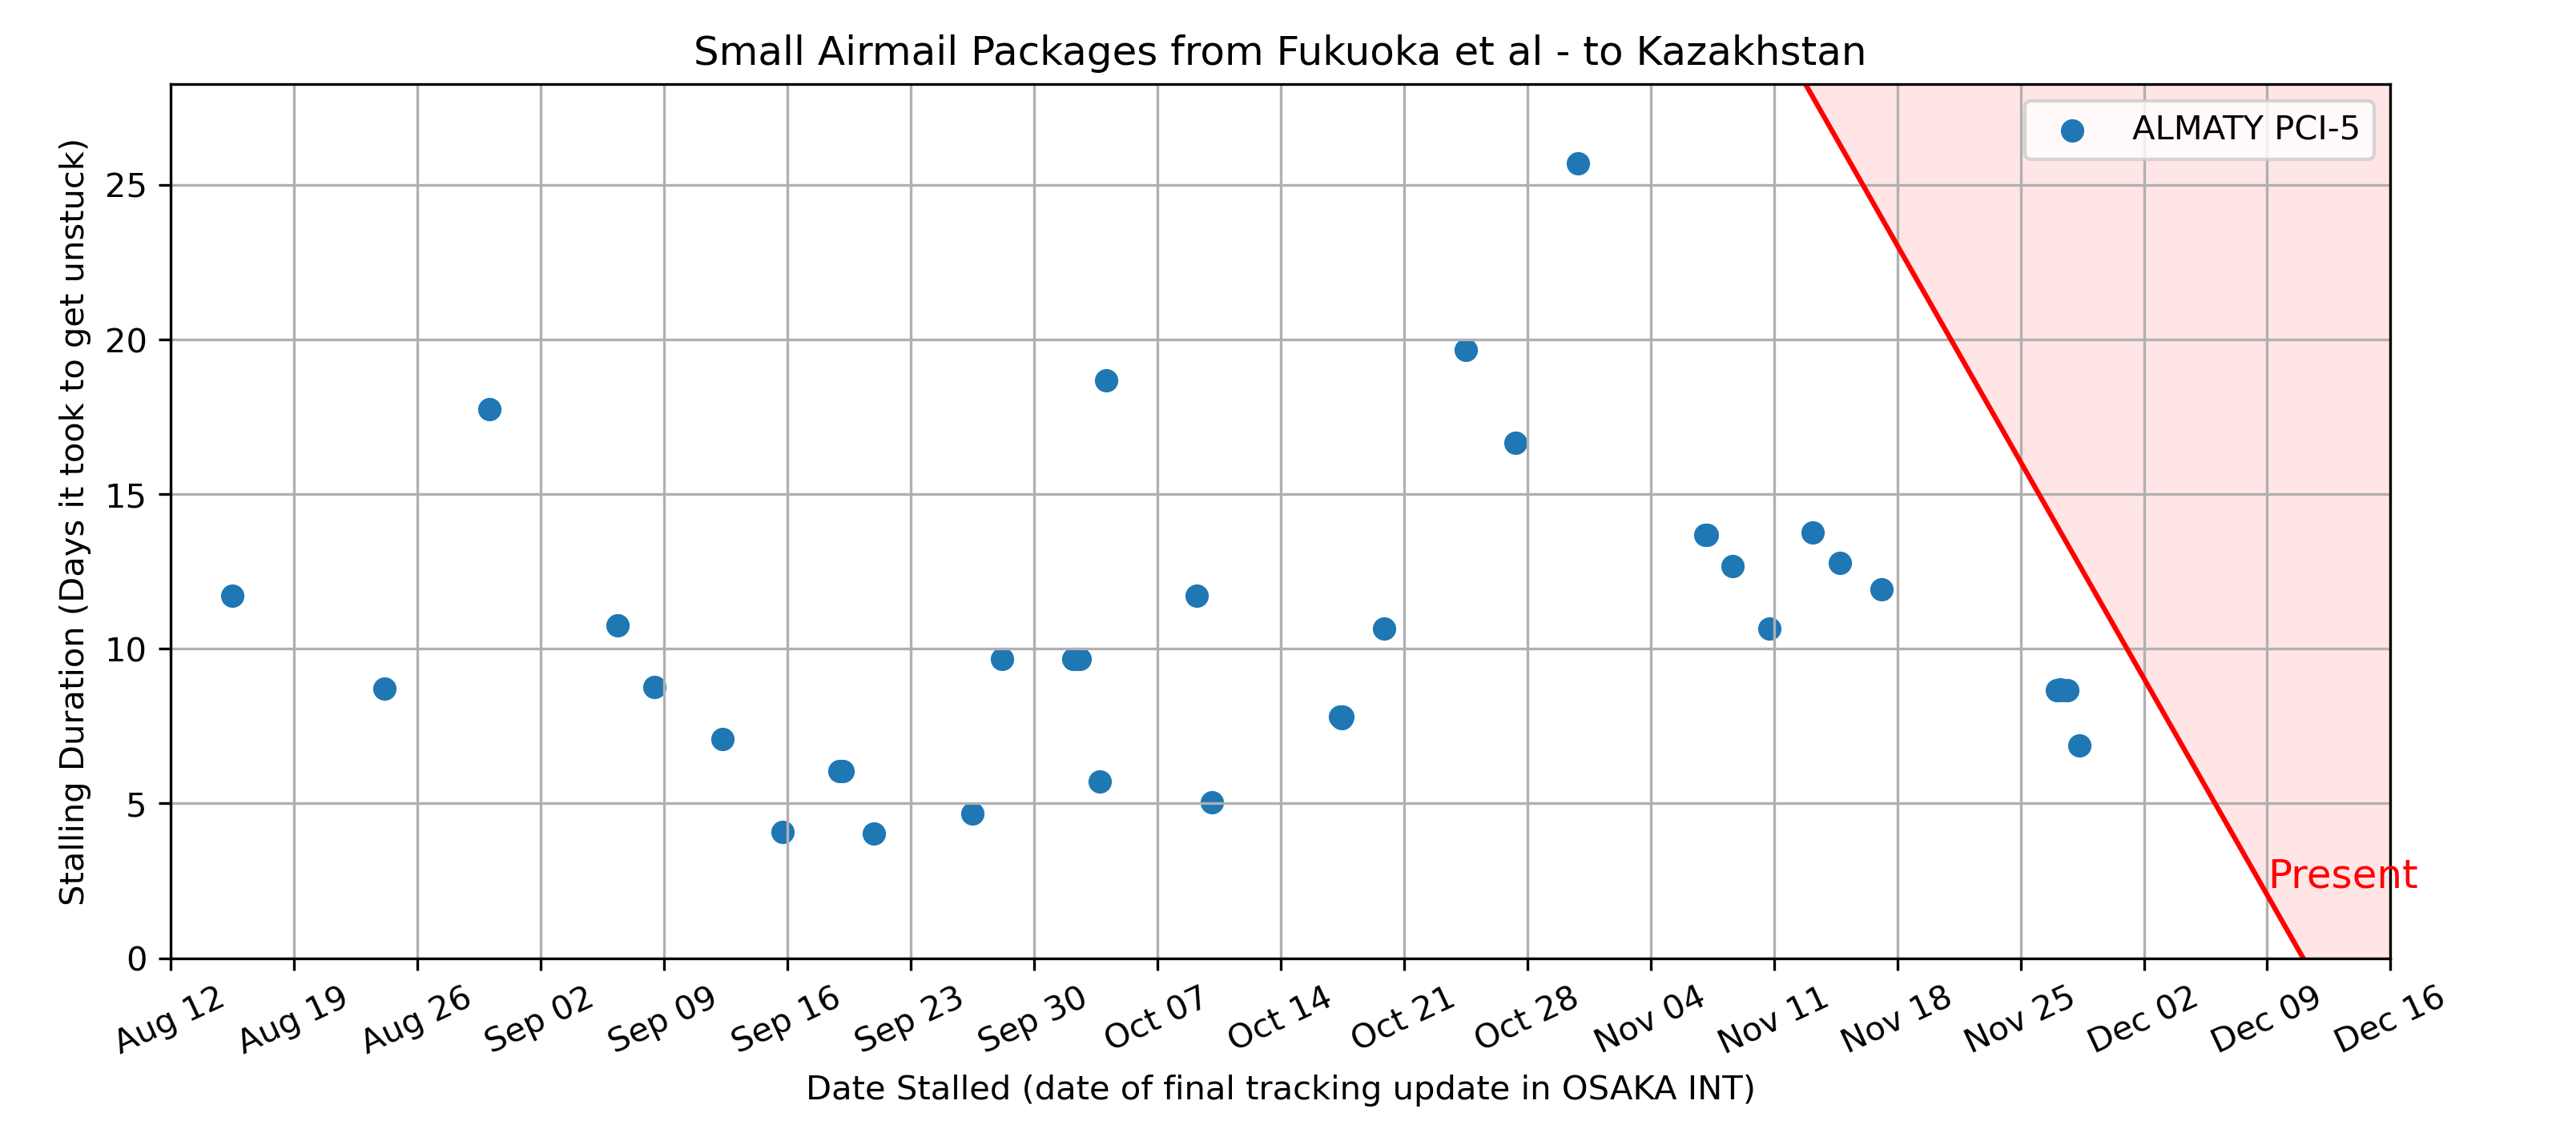 Small Airmail Packages from Fukuoka et al - to Kazakhstan
ALMATY PCI-5
Stalling Duration (Days it took to get unstuck)
25
20
15
10
5
0
Present
Aug 12 Aug 19 Aug 26 Sep 02 Sep 09 Sep 16 Sep 23 Sep 30 Oct 07 Oct 14 Oct 21 Oct 28 Nov 04 Nov 11 Nov 18 Nov 25 Dec 02 Dec 09 Dec 16
Date Stalled (date of final tracking update in OSAKA INT)